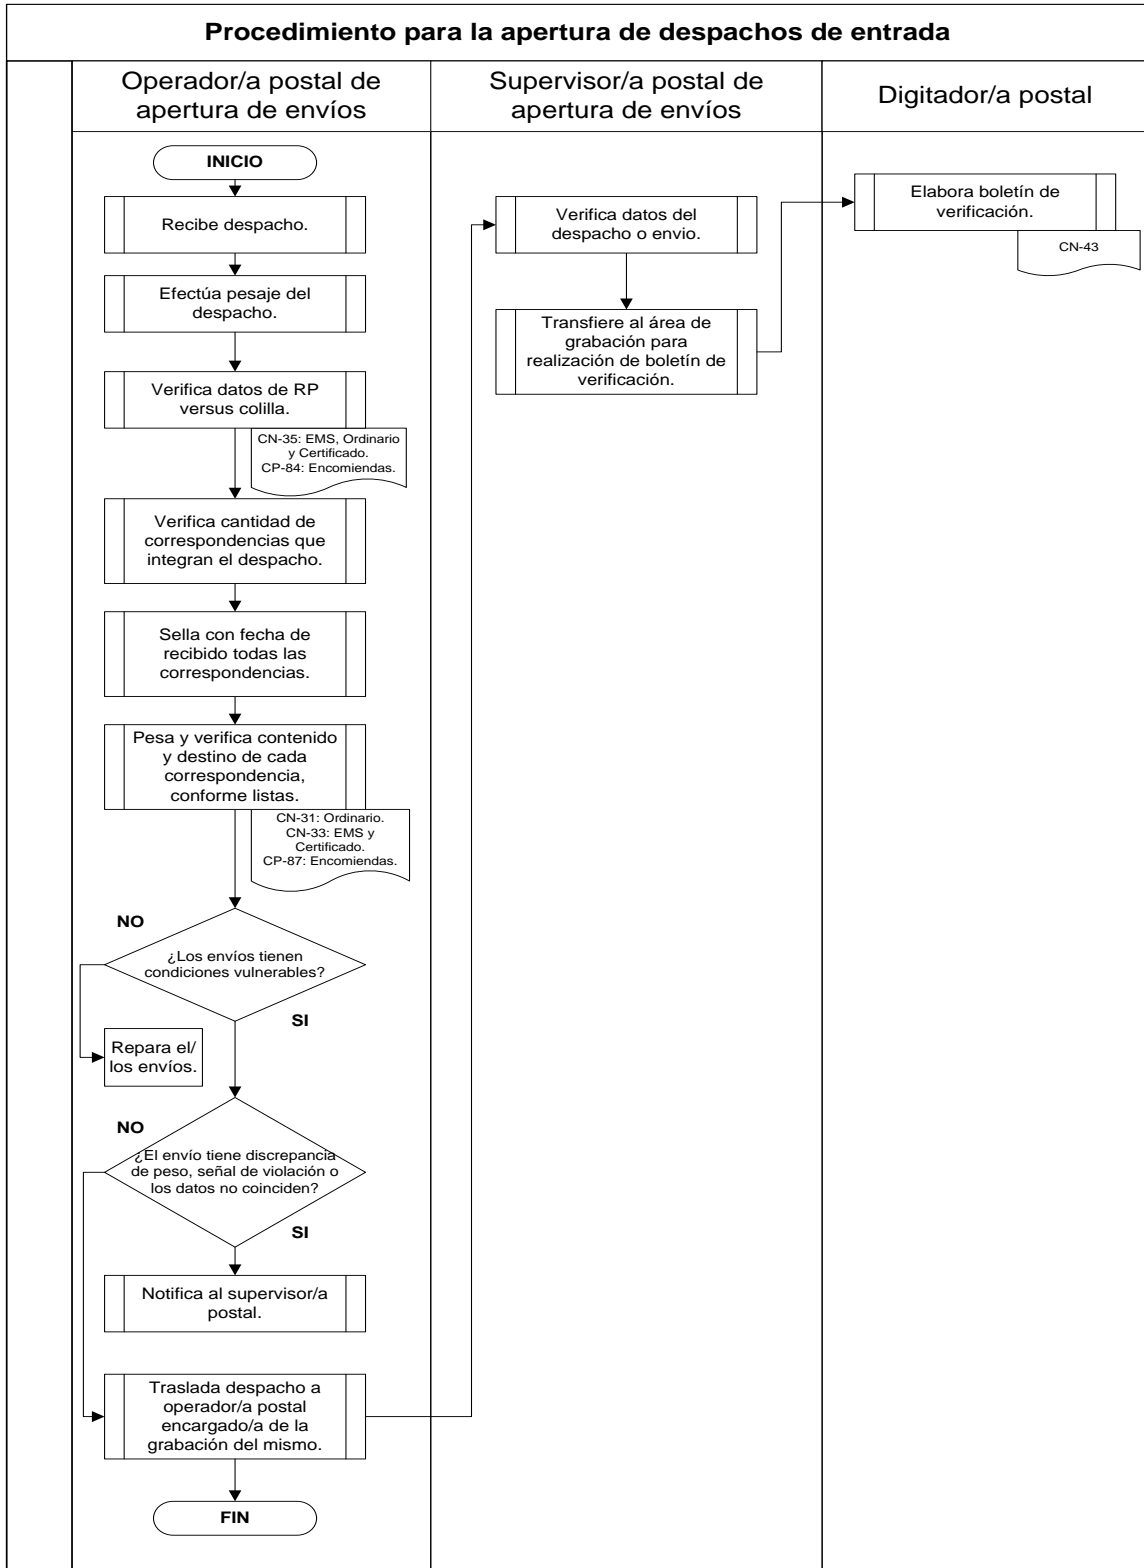 Procedimiento para la apertura de despachos de entrada
Operador/a postal de
apertura de envíos
Supervisor/a postal de
apertura de envíos
Digitador/a postal
INICIO
Recibe despacho.
Efectúa pesaje del
despacho.
Verifica datos de RP
versus colilla.
CN-35: EMS, Ordinario
y Certificado.
CP-84: Encomiendas.
Verifica cantidad de
correspondencias que
integran el despacho.
Sella con fecha de
recibido todas las
correspondencias.
Pesa y verifica contenido
y destino de cada
correspondencia,
conforme listas.
CN-31: Ordinario.
CN-33: EMS y
Certificado.
CP-87: Encomiendas.
NO
¿Los envíos tienen
condiciones vulnerables?
SI
Repara el/
los envíos.
NO
¿El envío tiene discrepancia
de peso, señal de violación o
los datos no coinciden?
SI
Notifica al supervisor/a
postal.
Traslada despacho a
operador/a postal
encargado/a de la
grabación del mismo.
FIN
Verifica datos del
despacho o envio.
Transfiere al área de
grabación para
realización de boletín de
verificación.
Elabora boletín de
verificación.
CN-43